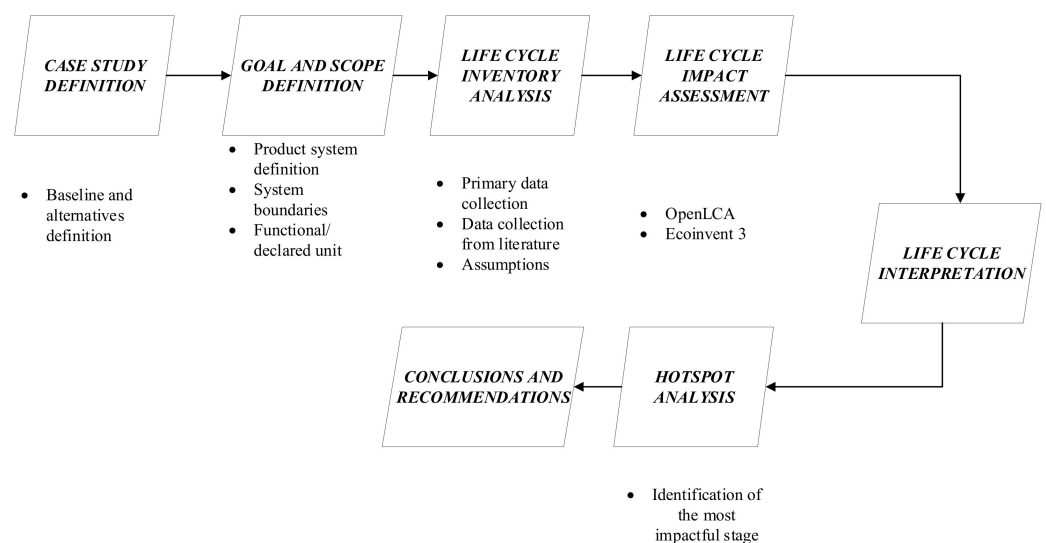 CASE STUDY
DEFINITION
GOAL AND SCOPE
DEFINITION
LIFE CYCLE
INVENTORY
ANALYSIS
LIFE CYCLE
IMPACT
ASSESSMENT
• Baseline and
alternatives
definition
• Product system
definition
• System
boundaries
• Functional/
declared unit
• Primary data
collection
• Data collection
from literature
• Assumptions
• OpenLCA
• Ecoinvent 3
LIFE CYCLE
INTERPRETATION
HOTSPOT
ANALYSIS
• Identification of
the most
impactful stage
CONCLUSIONS AND
RECOMMENDATIONS